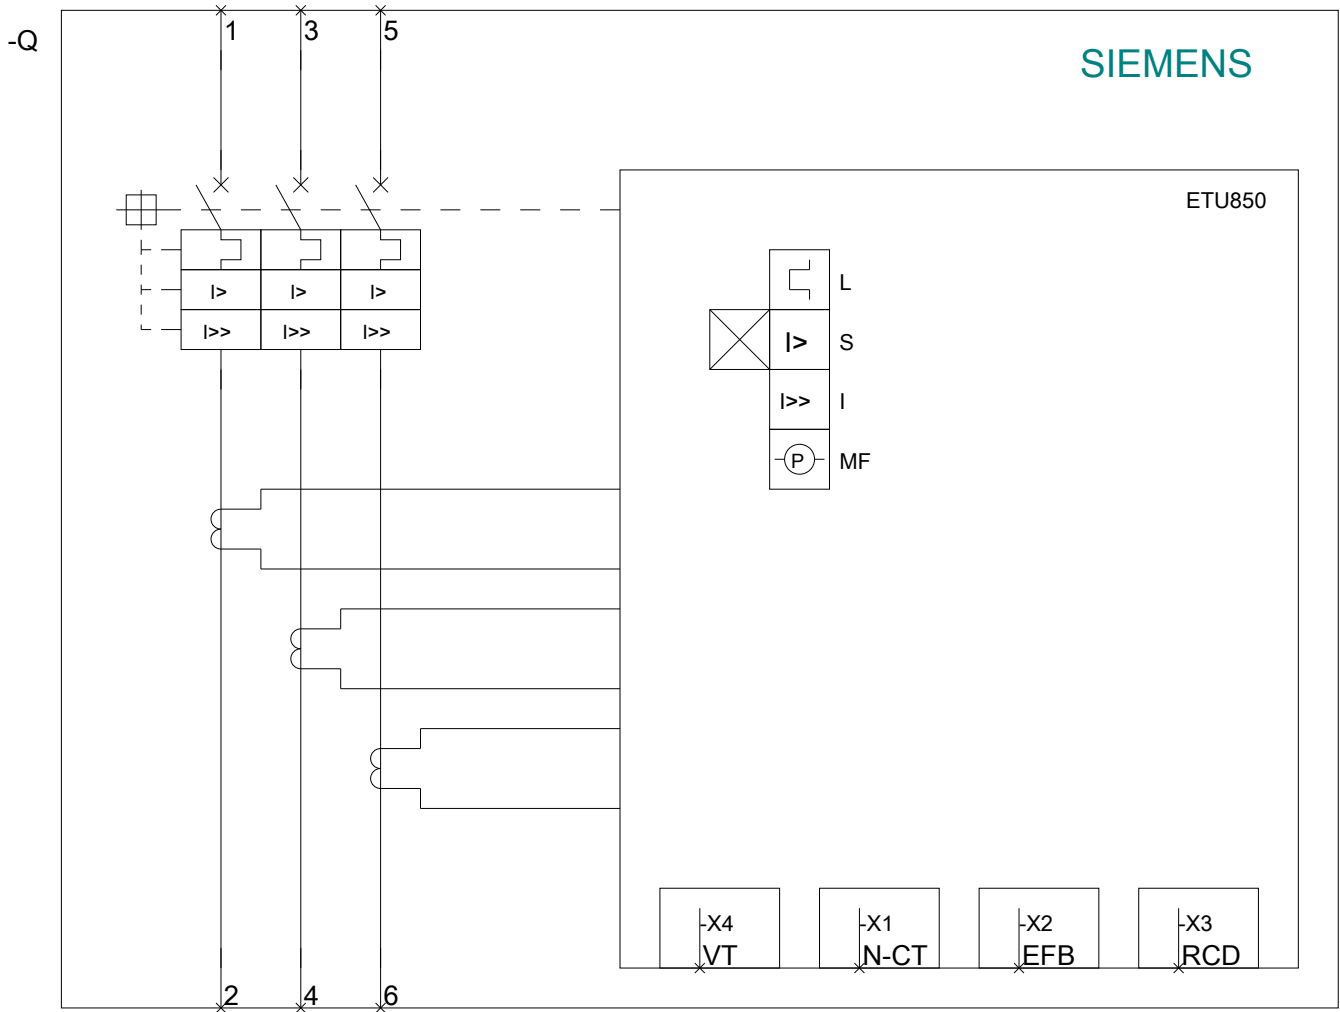 1 3 5
-Q
SIEMENS
ETU850
I> I> I>
I>> I>> I>>
L
I> S
I>> I
P MF
-X4 -X1 -X2 -X3
VT N-CT EFB RCD
2 4 6